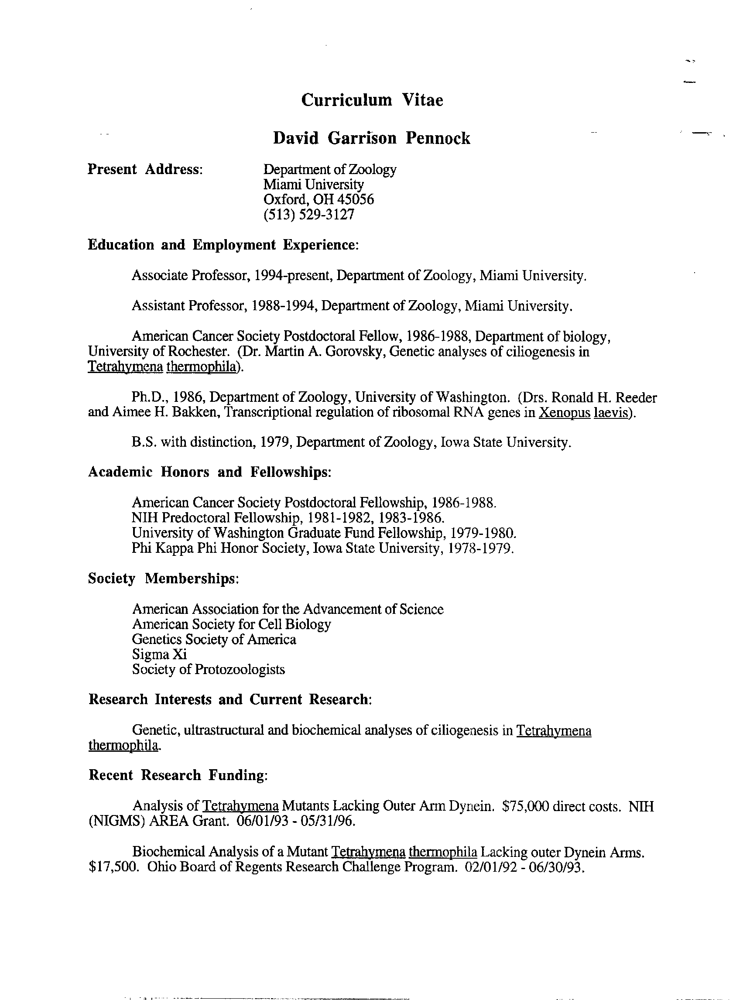 Curriculum Vitae
David Garrison Pennock
Present Address: Department of Zoology
Miami University
Oxford, OH 45056
(513) 529-3127
Education and Employment Experience:
Associate Professor, 1994-present, Department of Zoology, Miami University.
Assistant Professor, 1988-1994, Department of Zoology, Miami University.
American Cancer Society Postdoctoral Fellow, 1986-1988, Department of biology,
University of Rochester. (Dr. Martin A. Gorovsky, Genetic analyses of ciliogenesis in
Tetrahymena thermophila).
Ph.D., 1986, Department of Zoology, University of Washington. (Drs. Ronald H. Reeder
and Aimee H. Bakken, Transcriptional regulation of ribosomal RNA genes in Xenopus laevis).
B.S. with distinction, 1979, Department of Zoology, Iowa State University.
Academic Honors and Fellowships:
American Cancer Society Postdoctoral Fellowship, 1986-1988.
NIH Predoctoral Fellowship, 1981-1982, 1983-1986.
University of Washington Graduate Fund Fellowship, 1979-1980.
Phi Kappa Phi Honor Society, Iowa State University, 1978-1979.
Society Memberships:
American Association for the Advancement of Science
American Society for Cell Biology
Genetics Society of America
Sigma Xi
Society of Protozoologists
Research Interests and Current Research:
Genetic, ultrastructural and biochemical analyses of ciliogenesis in Tetrahymena
thermophila.
Recent Research Funding:
Analysis of Tetrahymena Mutants Lacking Outer Arm Dynein. $75,000 direct costs. NIH
(NIGMS) AREA Grant. 06/01/93 - 05/31/96.
Biochemical Analysis of a Mutant Tetrahymena thermophila Lacking outer Dynein Arms.
$17,500. Ohio Board of Regents Research Challenge Program. 02/01/92 - 06/30/93.